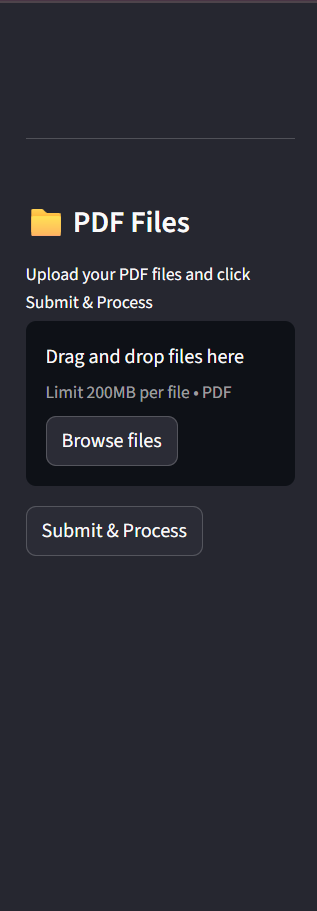 PDF Files
Upload your PDF files and click
Submit & Process
Drag and drop files here
Limit 200MB per file • PDF
Browse files
Submit & Process